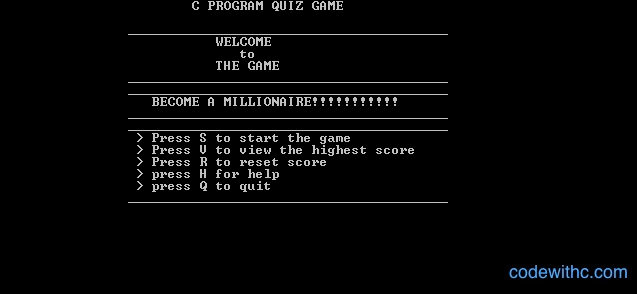 C PROGRAM QUIZ GAME
WELCOME
to
THE GAME
BECOME A MILLIONAIRE!!!!!!!!!!!
> Press S to start the game
> Press V to view the highest score
> Press R to reset score
> press H for help
> press Q to quit
codewithc.com